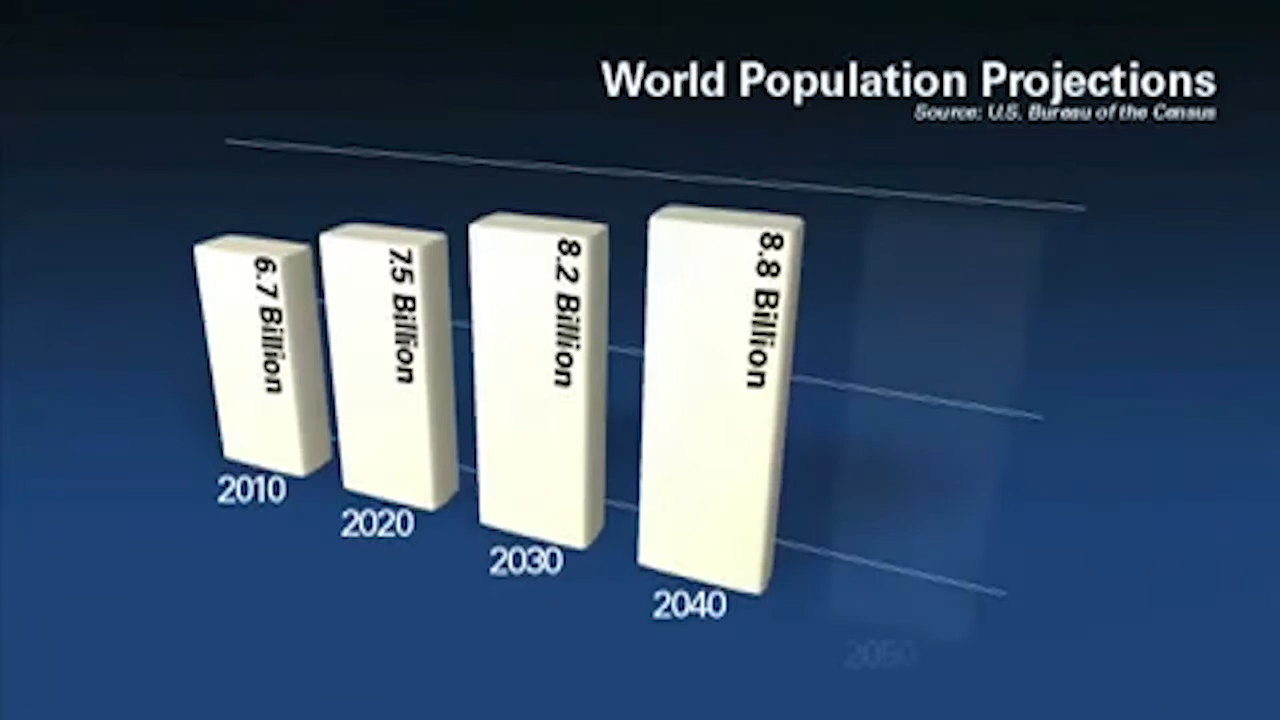 World Population Projections
Source: U.S. Bureau of the Census
6.7 Billion
7.5 Billion
8.2 Billion
8.8 Billion
2010
2020
2030
2040
2050